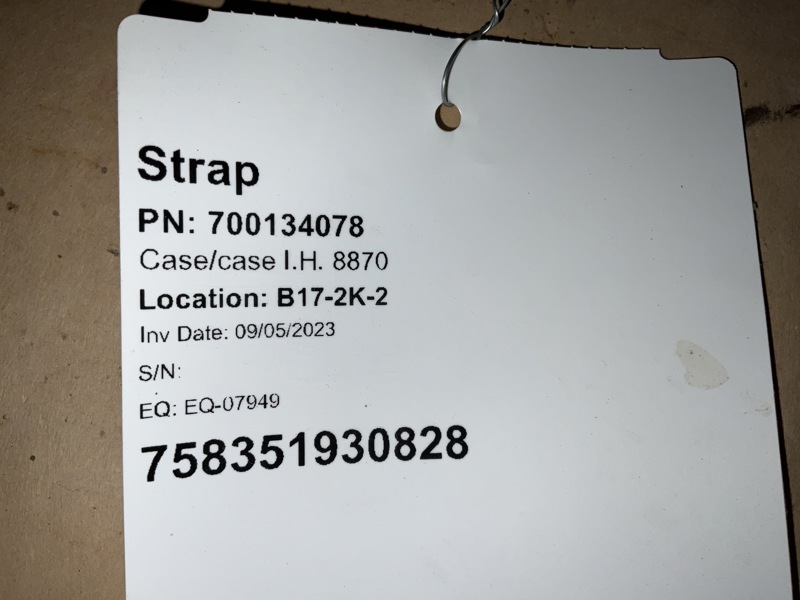 Strap
PN: 700134078
Case/case I.H. 8870
Location: B17-2K-2
Inv Date: 09/05/2023
S/N:
EQ: EQ-07949
758351930828